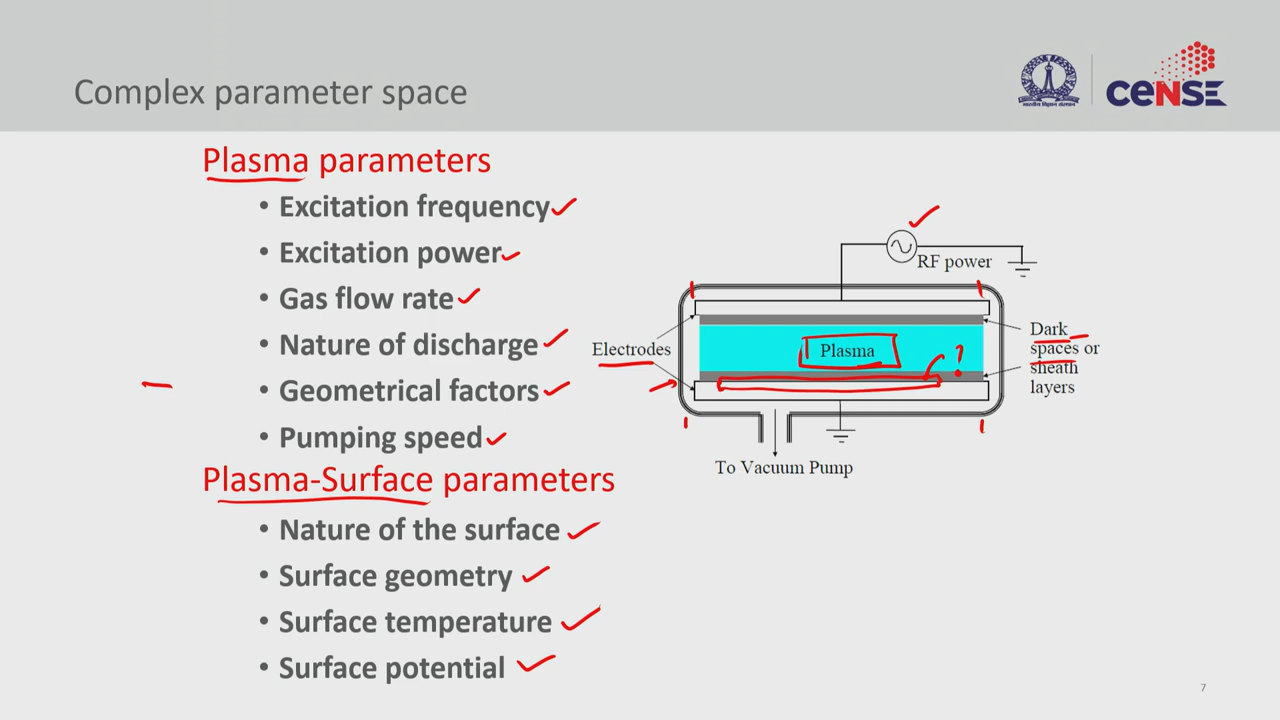 Complex parameter space
CeNSE
Plasma parameters
• Excitation frequency
• Excitation power
• Gas flow rate
• Nature of discharge
• Geometrical factors
• Pumping speed
Plasma-Surface parameters
• Nature of the surface
• Surface geometry
• Surface temperature
• Surface potential
RF power
Electrodes
Plasma
?
Dark
spaces or
sheath
layers
To Vacuum Pump
7